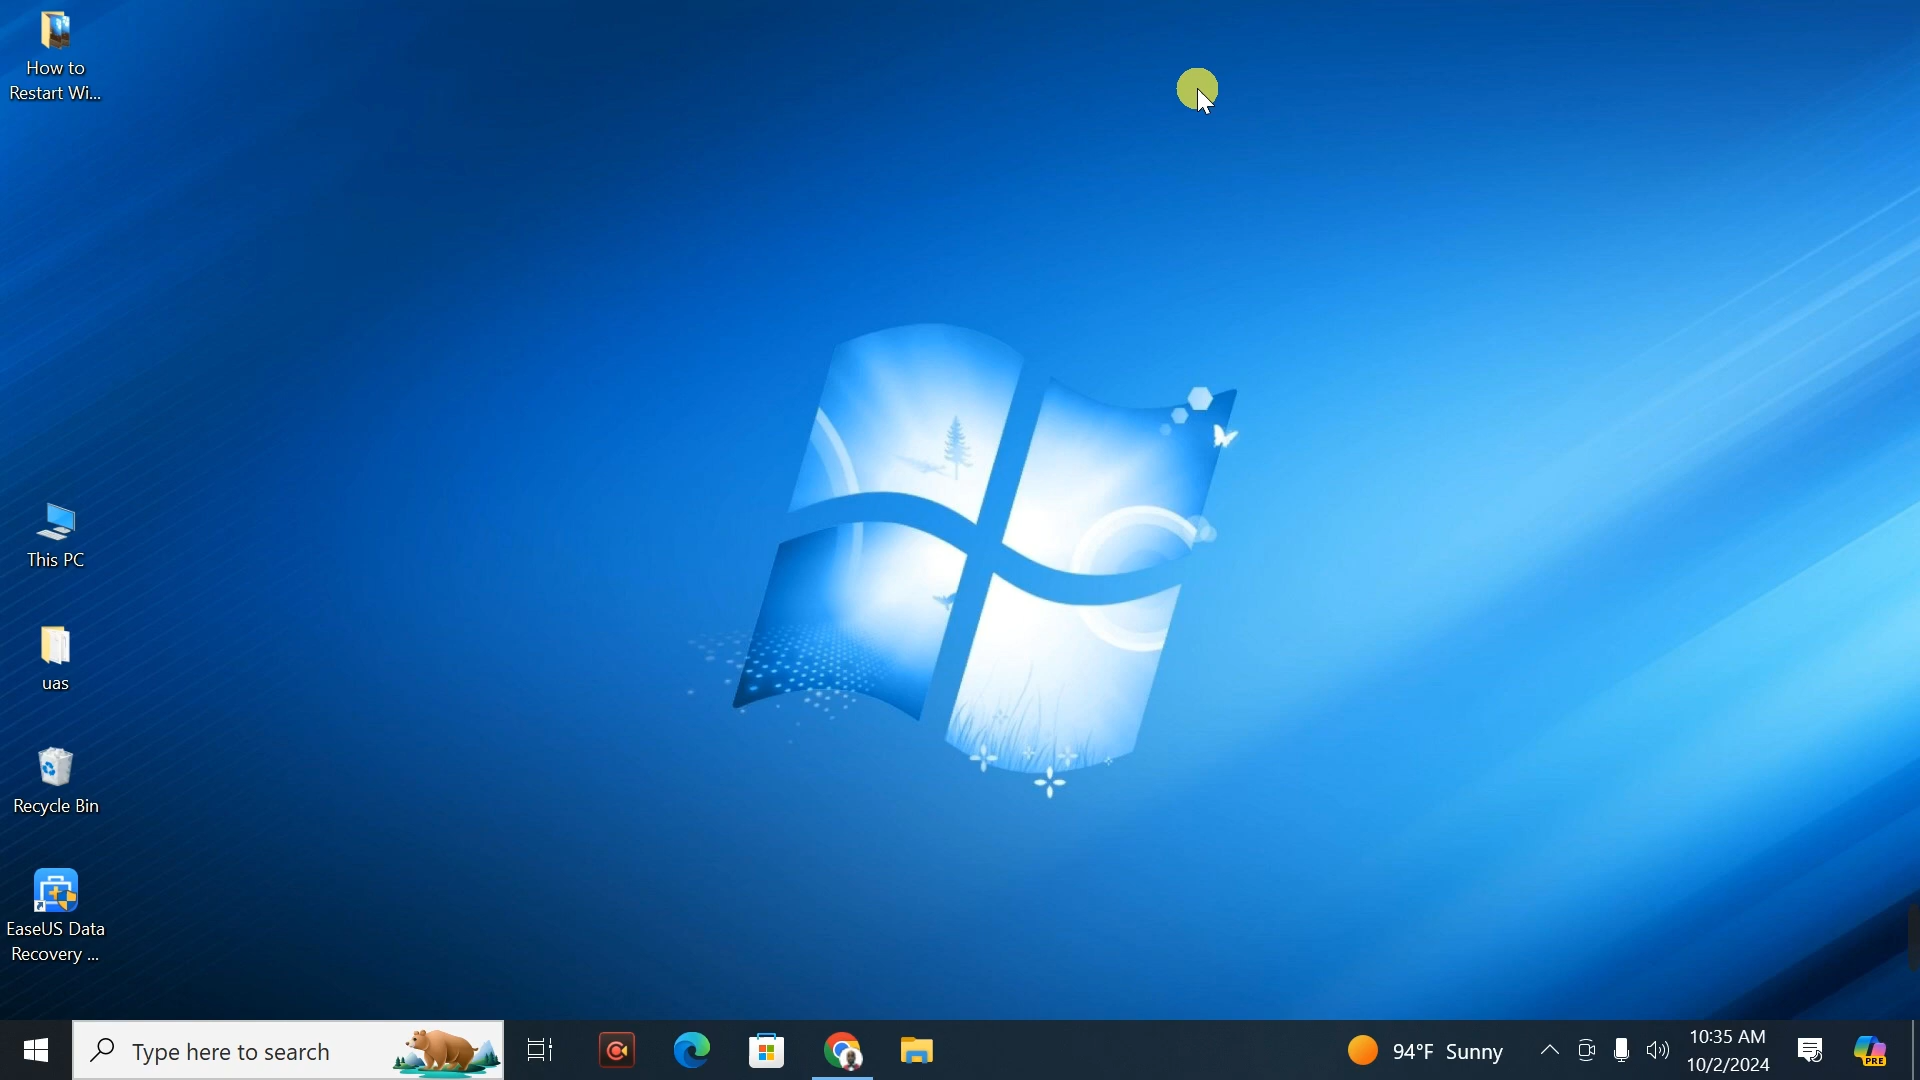 How to
Restart Wi...
This PC
uas
Recycle Bin
EaseUS Data
Recovery ...
Type here to search
94°F Sunny
10:35 AM
10/2/2024
PRE